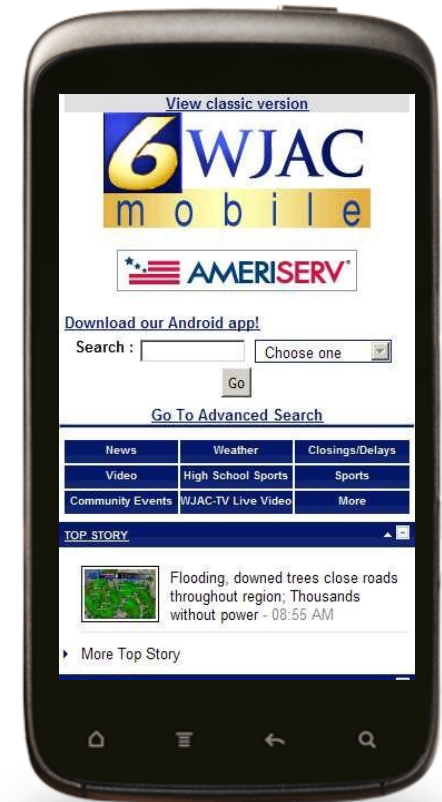 View classic version
6 WJAC
mobile
AMERISERV
Download our Android app!
Search :
Choose one
Go
Go To Advanced Search
News Weather Closings/Delays
Video High School Sports Sports
Community Events WJAC-TV Live Video More
TOP STORY
Flooding, downed trees close roads
throughout region; Thousands
without power - 08:55 AM
More Top Story